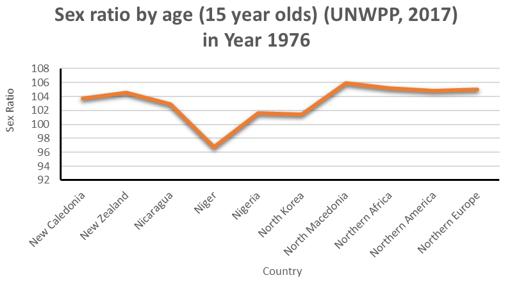 Sex ratio by age (15 year olds) (UNWPP, 2017)
in Year 1976
108
106
104
102
100
98
96
94
92
Sex Ratio
New Caledonia
New Zealand
Nicaragua
Niger
Nigeria
North Korea
North Macedonia
Northern Africa
Northern America
Northern Europe
Country